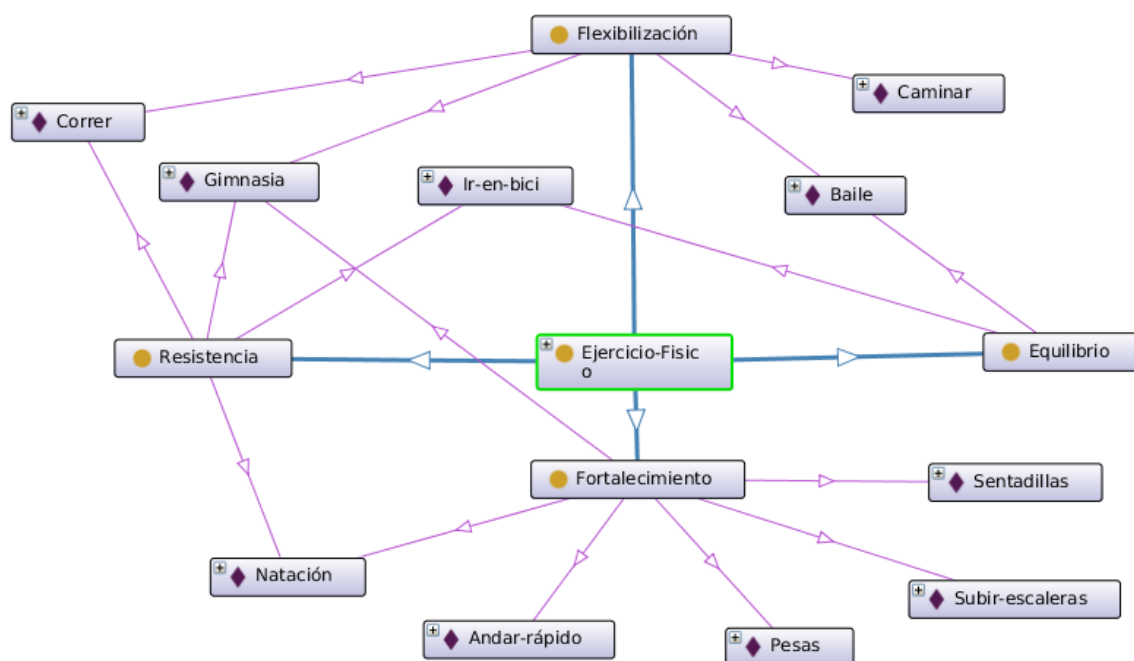 Flexibilización
Caminar
Correr
Gimnasia
Ir-en-bici
Baile
Resistencia
Ejercicio-Fisic
o
Equilibrio
Fortalecimiento
Sentadillas
Natación
Subir-escaleras
Andar-rápido
Pesas